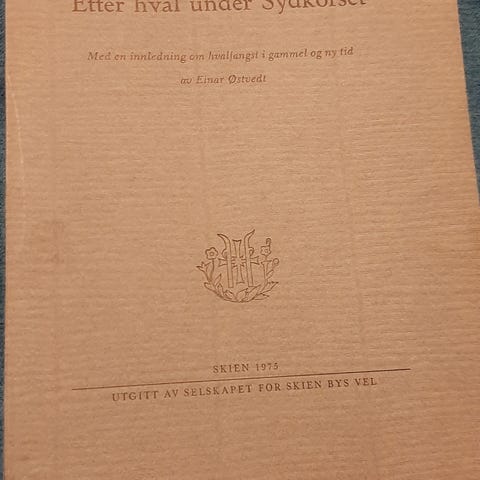 Etter hval under Sydkorset
Med en innledning om hvalfangst i gammel og ny tid
av Einar Østvedt
SKIEN 1975
UTGITT AV SELSKAPET FOR SKIEN BYS VEL